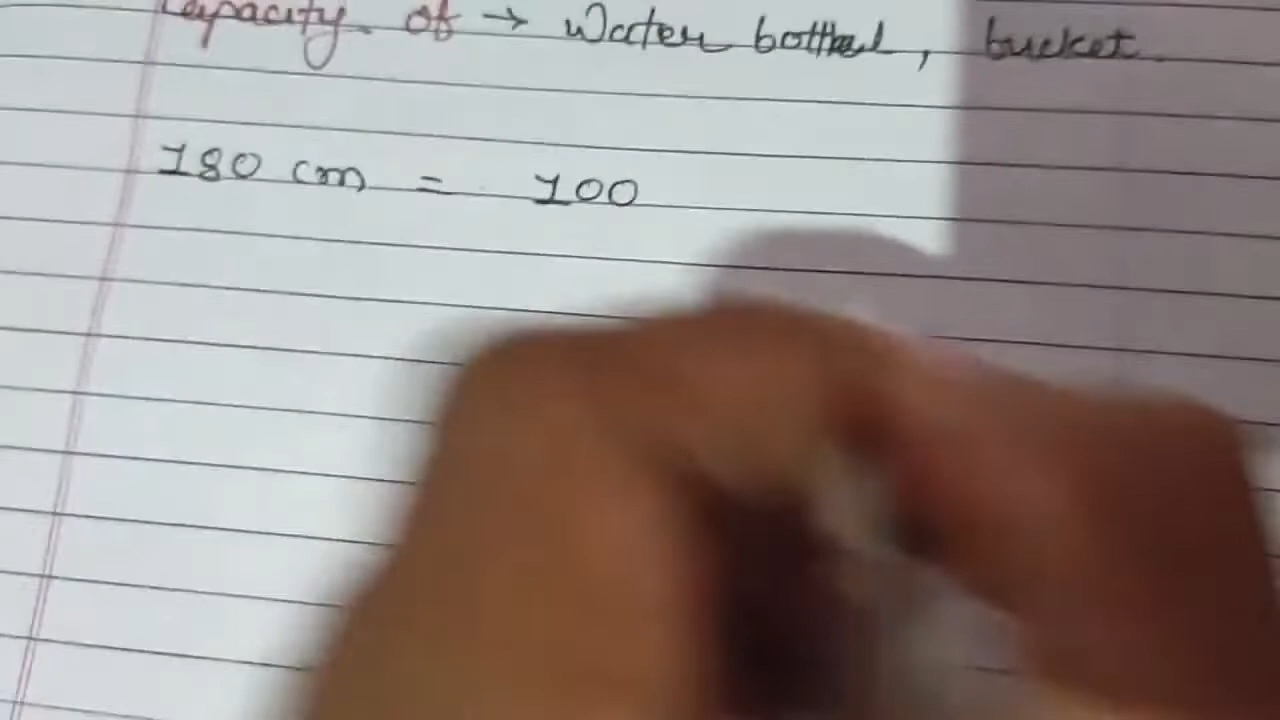 Capacity of → Water bottle, bucket
180 cm = 100